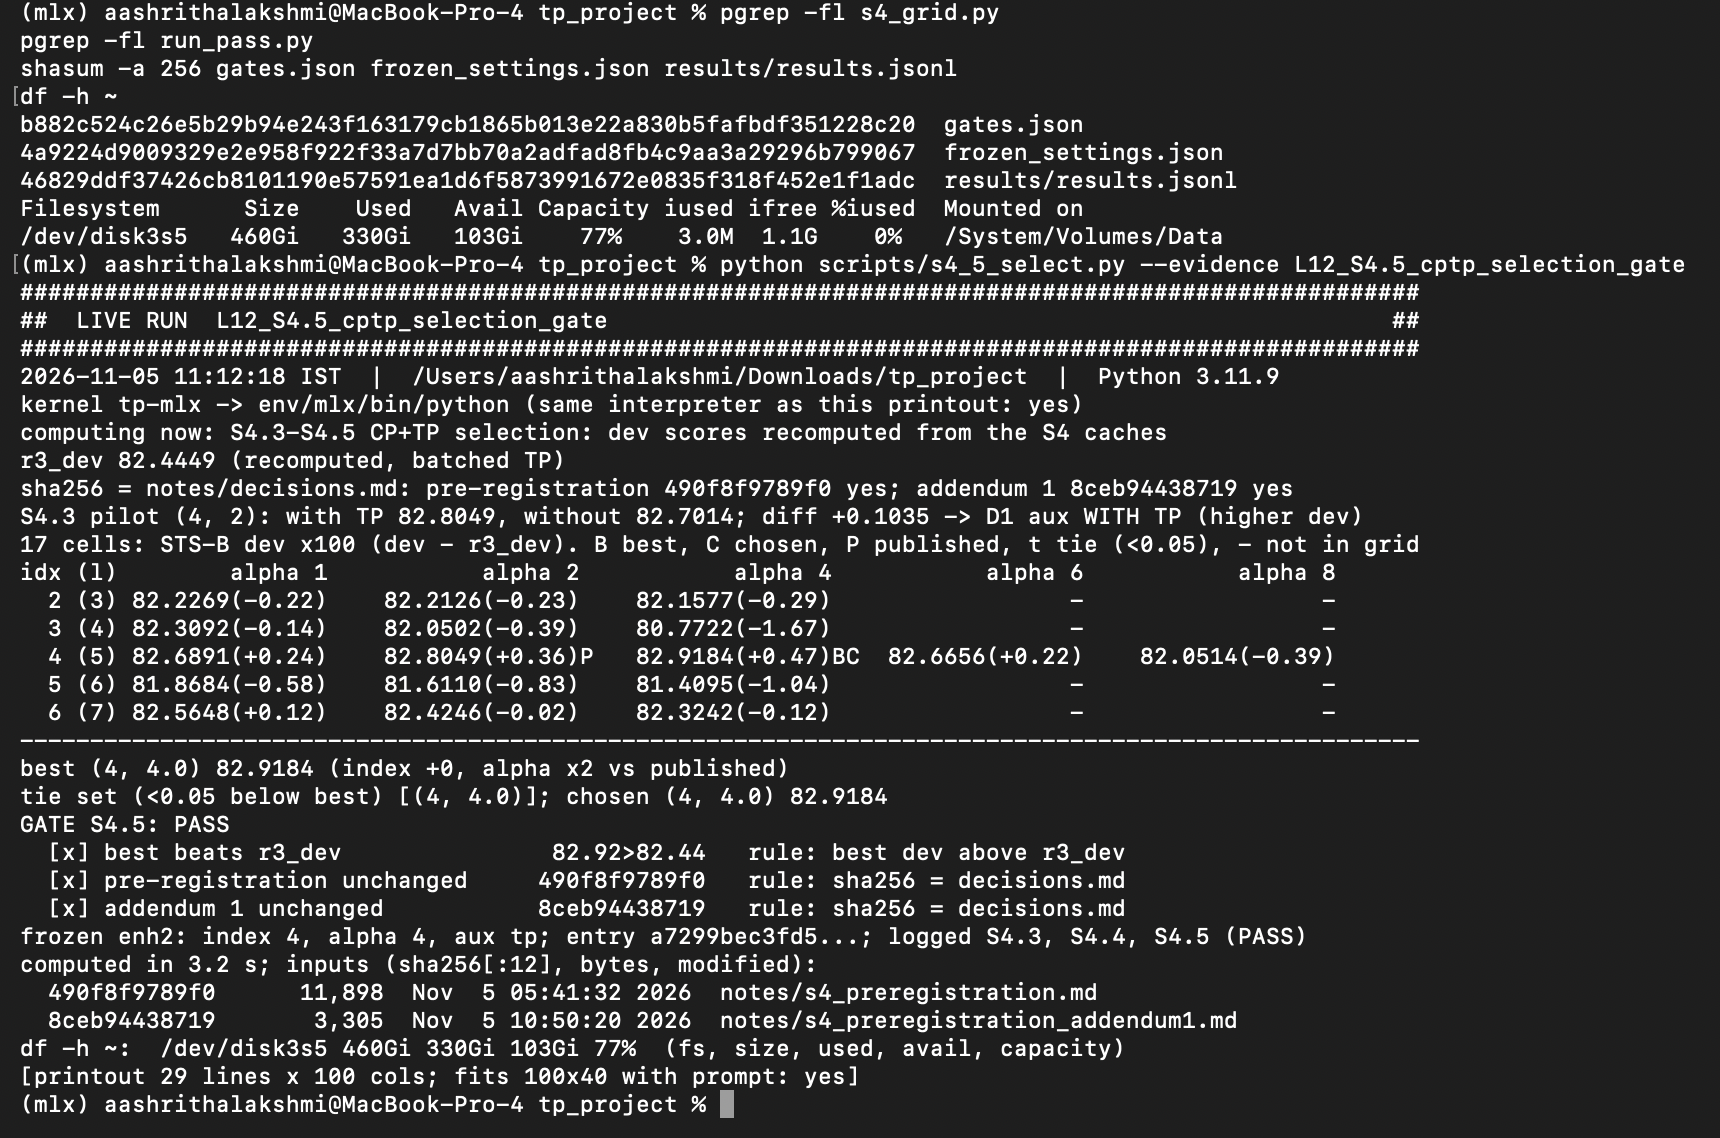 (mlx) aashrithalakshmi@MacBook-Pro-4 tp_project % pgrep -fl s4_grid.py
pgrep -fl run_pass.py
shasum -a 256 gates.json frozen_settings.json results/results.jsonl
[df -h ~
b882c524c26e5b29b94e243f163179cb1865b013e22a830b5fafbdf351228c20  gates.json
4a9224d9009329e2e958f922f33a7d7bb70a2adfad8fb4c9aa3a29296b799067  frozen_settings.json
46829ddf37426cb8101190e57591ea1d6f5873991672e0835f318f452e1f1adc  results/results.jsonl
Filesystem      Size    Used   Avail Capacity iused ifree %iused  Mounted on
/dev/disk3s5   460Gi   330Gi   103Gi    77%    3.0M  1.1G    0%   /System/Volumes/Data
[(mlx) aashrithalakshmi@MacBook-Pro-4 tp_project % python scripts/s4_5_select.py --evidence L12_S4.5_cptp_selection_gate
####################################################################################################
##  LIVE RUN  L12_S4.5_cptp_selection_gate                                                        ##
####################################################################################################
2026-11-05 11:12:18 IST  |  /Users/aashrithalakshmi/Downloads/tp_project  |  Python 3.11.9
kernel tp-mlx -> env/mlx/bin/python (same interpreter as this printout: yes)
computing now: S4.3-S4.5 CP+TP selection: dev scores recomputed from the S4 caches
r3_dev 82.4449 (recomputed, batched TP)
sha256 = notes/decisions.md: pre-registration 490f8f9789f0 yes; addendum 1 8ceb94438719 yes
S4.3 pilot (4, 2): with TP 82.8049, without 82.7014; diff +0.1035 -> D1 aux WITH TP (higher dev)
17 cells: STS-B dev x100 (dev - r3_dev). B best, C chosen, P published, t tie (<0.05), - not in grid
idx (l)        alpha 1           alpha 2           alpha 4           alpha 6           alpha 8
  2 (3) 82.2269(-0.22)    82.2126(-0.23)    82.1577(-0.29)                 -                 -
  3 (4) 82.3092(-0.14)    82.0502(-0.39)    80.7722(-1.67)                 -                 -
  4 (5) 82.6891(+0.24)    82.8049(+0.36)P   82.9184(+0.47)BC  82.6656(+0.22)    82.0514(-0.39)
  5 (6) 81.8684(-0.58)    81.6110(-0.83)    81.4095(-1.04)                 -                 -
  6 (7) 82.5648(+0.12)    82.4246(-0.02)    82.3242(-0.12)                 -                 -
----------------------------------------------------------------------------------------------------
best (4, 4.0) 82.9184 (index +0, alpha x2 vs published)
tie set (<0.05 below best) [(4, 4.0)]; chosen (4, 4.0) 82.9184
GATE S4.5: PASS
  [x] best beats r3_dev               82.92>82.44   rule: best dev above r3_dev
  [x] pre-registration unchanged     490f8f9789f0   rule: sha256 = decisions.md
  [x] addendum 1 unchanged           8ceb94438719   rule: sha256 = decisions.md
frozen enh2: index 4, alpha 4, aux tp; entry a7299bec3fd5...; logged S4.3, S4.4, S4.5 (PASS)
computed in 3.2 s; inputs (sha256[:12], bytes, modified):
  490f8f9789f0      11,898  Nov  5 05:41:32 2026  notes/s4_preregistration.md
  8ceb94438719       3,305  Nov  5 10:50:20 2026  notes/s4_preregistration_addendum1.md
df -h ~:  /dev/disk3s5 460Gi 330Gi 103Gi 77%  (fs, size, used, avail, capacity)
[printout 29 lines x 100 cols; fits 100x40 with prompt: yes]
(mlx) aashrithalakshmi@MacBook-Pro-4 tp_project %